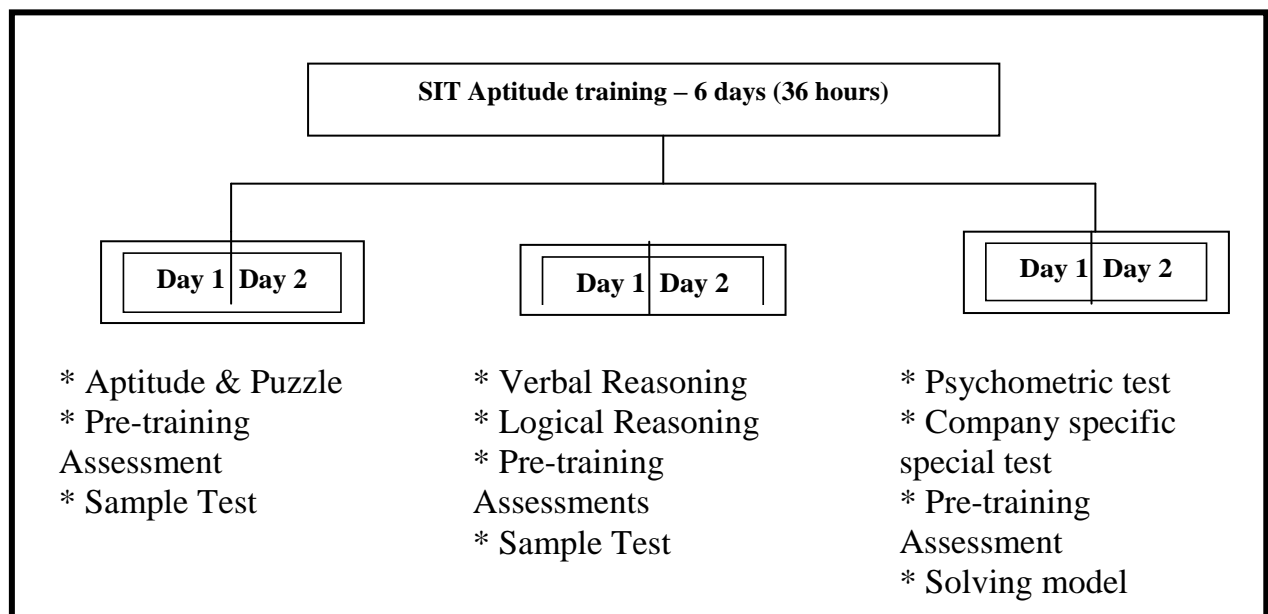 SIT Aptitude training – 6 days (36 hours)
Day 1 Day 2
* Aptitude & Puzzle
* Pre-training
Assessment
* Sample Test
Day 1 Day 2
* Verbal Reasoning
* Logical Reasoning
* Pre-training
Assessments
* Sample Test
Day 1 Day 2
* Psychometric test
* Company specific
special test
* Pre-training
Assessment
* Solving model